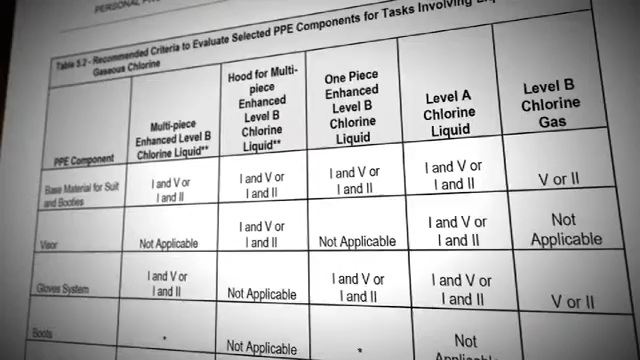 PERSONAL
Table 5.2 - Recommended Criteria to Evaluate Selected PPE Components for Tasks Involving
Gaseous Chlorine
PPE Component
Multi-piece
Enhanced Level B
Chlorine Liquid**
Hood for Multi-
piece
Enhanced
Level B
Chlorine
Liquid**
One Piece
Enhanced
Level B
Chlorine
Liquid
Level A
Chlorine
Liquid
Level B
Chlorine
Gas
Base Material for Suit
and Booties
I and V or
I and II
I and V or
I and II
I and V or
I and II
I and V or
I and II
V or II
Visor
Not Applicable
I and V or
I and II
Not Applicable
I and V or
I and II
Not
Applicable
Gloves System
I and V or
I and II
Not Applicable
I and V or
I and II
I and V or
I and II
V or II
Boots
*
Not Applicable
*
Not
Applicable